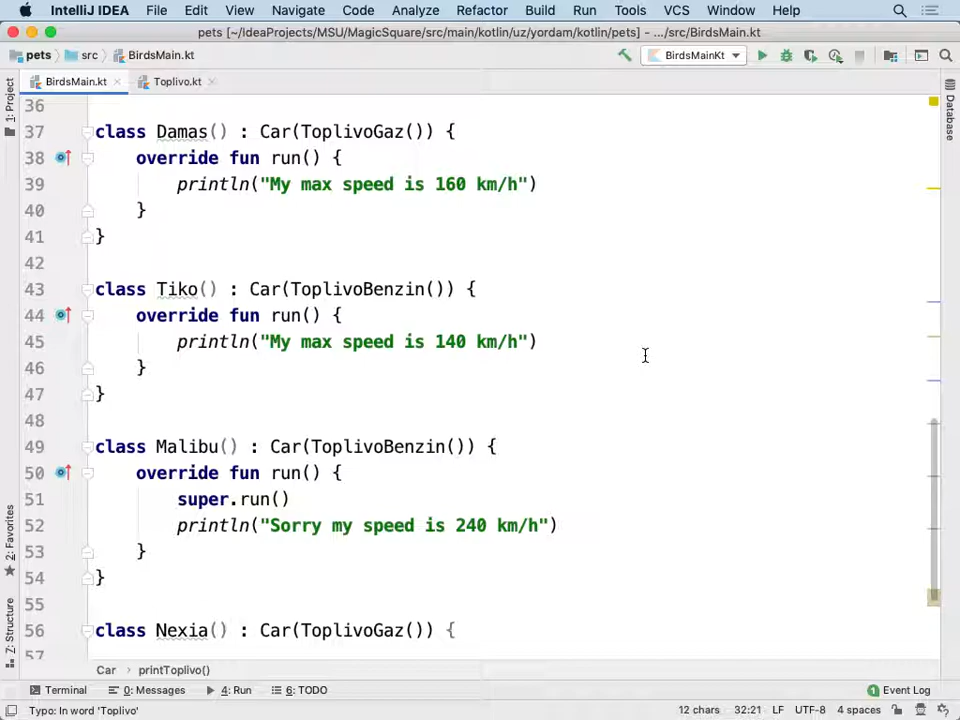 IntelliJ IDEA File Edit View Navigate Code Analyze Refactor Build Run Tools VCS Window Help
pets [~/IdeaProjects/MSU/MagicSquare/src/main/kotlin/uz/yordam/kotlin/pets] - .../src/BirdsMain.kt
pets src BirdsMain.kt BirdsMainKt
BirdsMain.kt Toplivo.kt
1: Project
Database
36
37 class Damas() : Car(ToplivoGaz()) {
38 override fun run() {
39 println("My max speed is 160 km/h")
40 }
41 }
42
43 class Tiko() : Car(ToplivoBenzin()) {
44 override fun run() {
45 println("My max speed is 140 km/h")
46 }
47 }
48
49 class Malibu() : Car(ToplivoBenzin()) {
50 override fun run() {
51 super.run()
52 println("Sorry my speed is 240 km/h")
53 }
54 }
55
56 class Nexia() : Car(ToplivoGaz()) {
57
2: Favorites
7: Structure
Car printToplivo()
Terminal 0: Messages 4: Run 6: TODO 1 Event Log
Typo: In word 'Toplivo' 12 chars 32:21 LF UTF-8 4 spaces